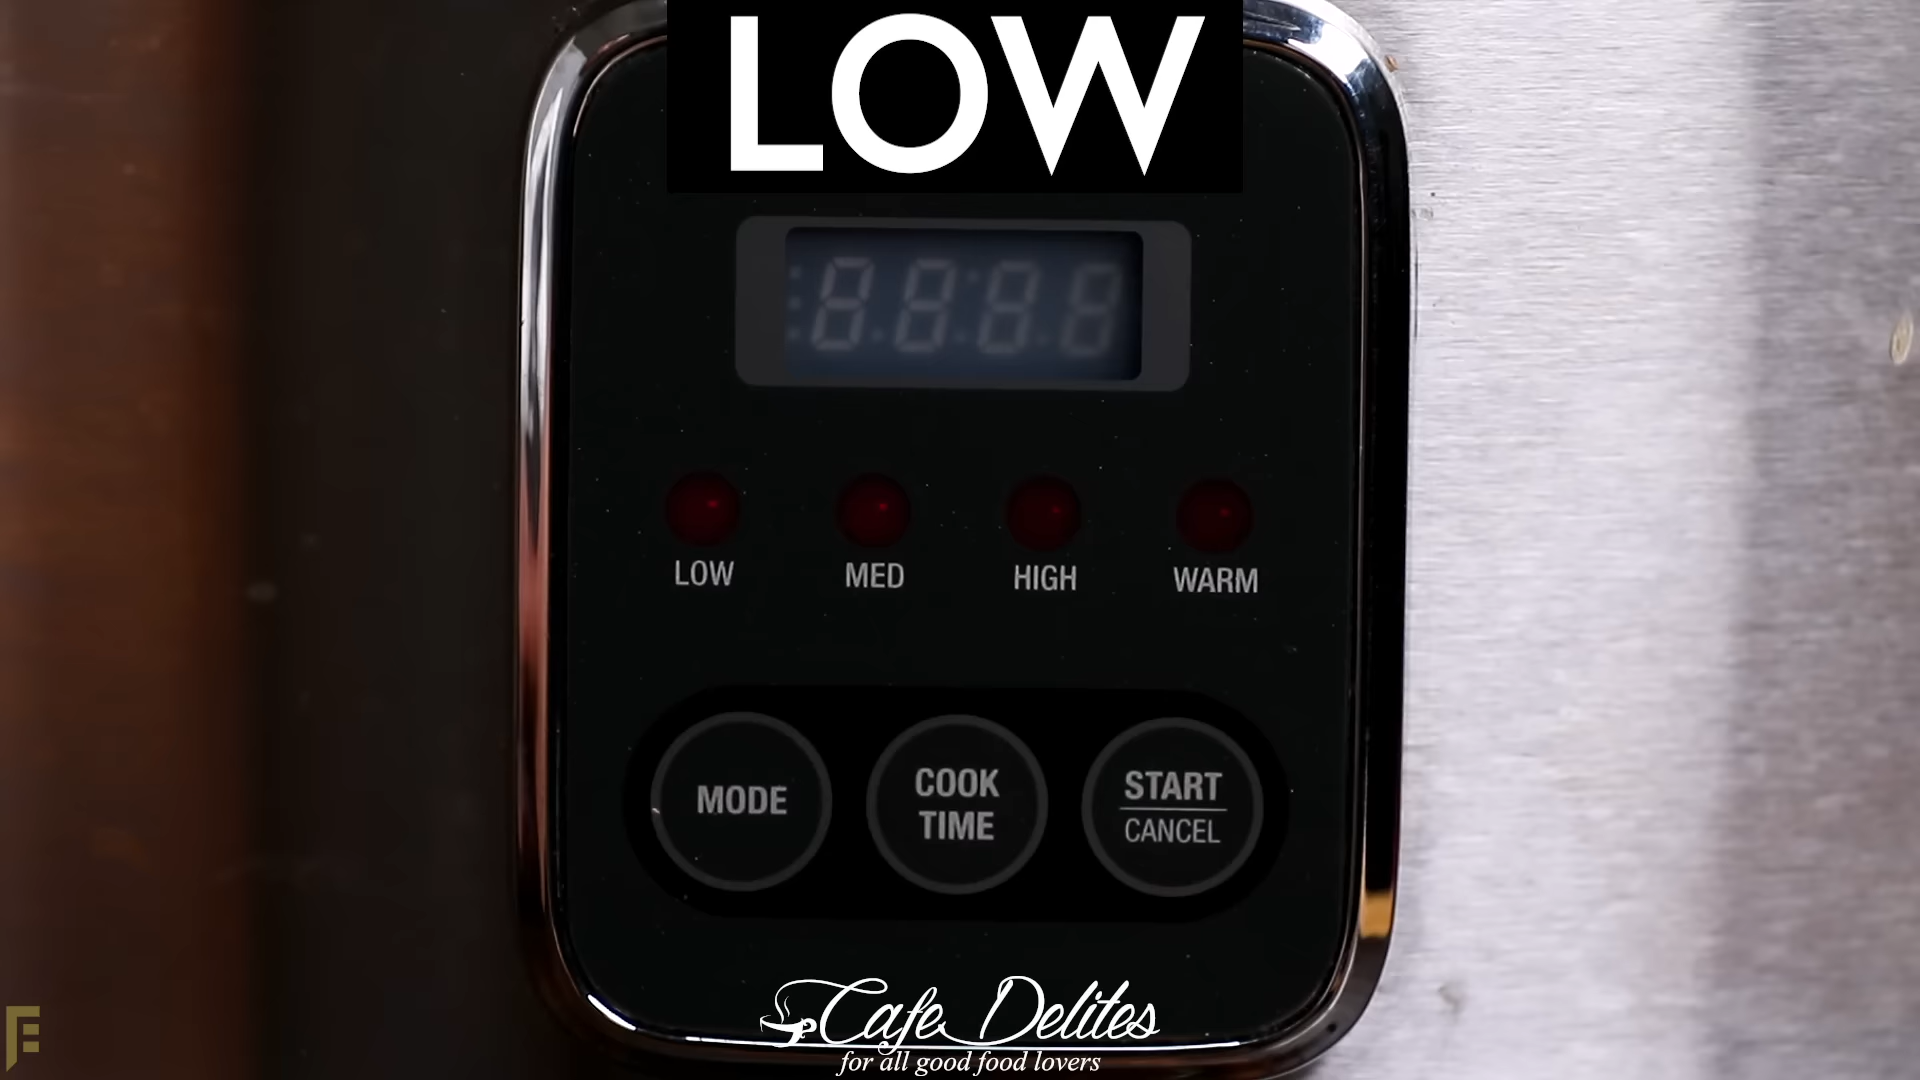 LOW
LOW MED HIGH WARM
MODE
COOK
TIME
START
CANCEL
Cafe Delites
for all good food lovers